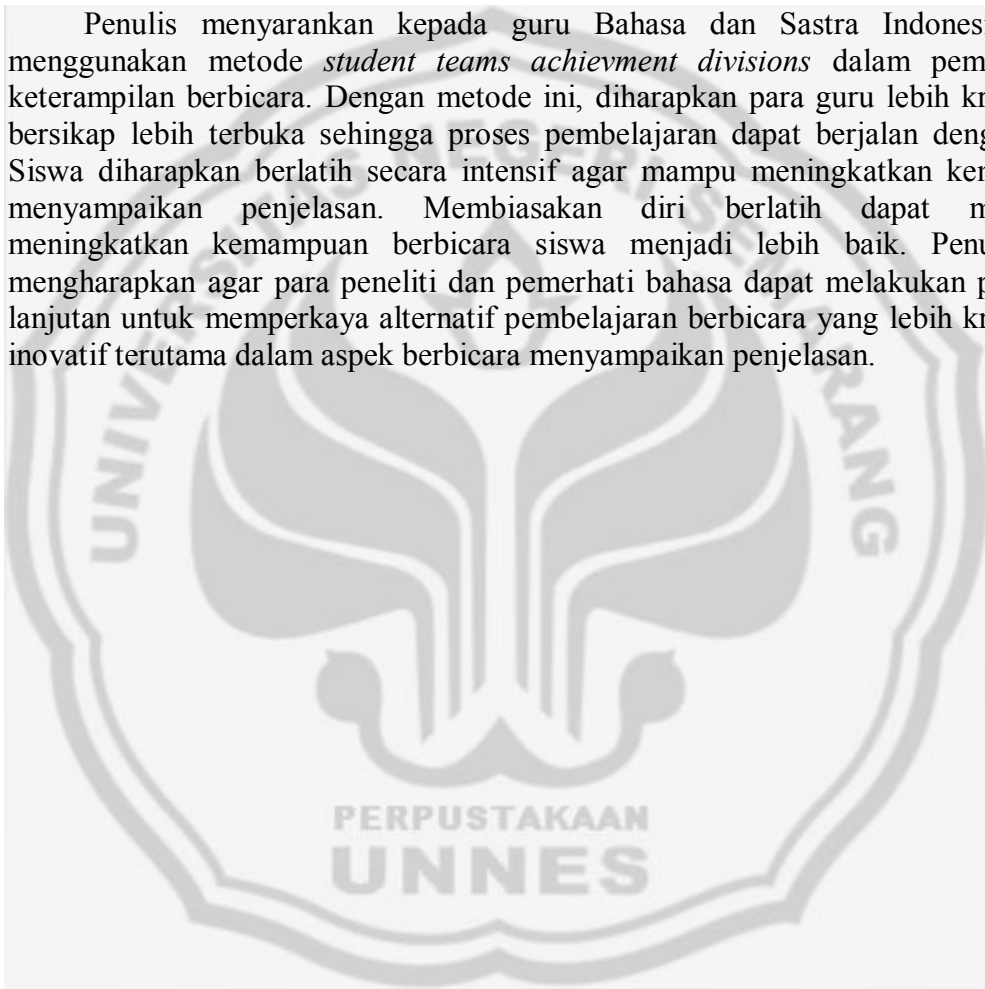 Penulis menyarankan kepada guru Bahasa dan Sastra Indonesi
menggunakan metode student teams achievment divisions dalam pem
keterampilan berbicara. Dengan metode ini, diharapkan para guru lebih kr
bersikap lebih terbuka sehingga proses pembelajaran dapat berjalan deng
Siswa diharapkan berlatih secara intensif agar mampu meningkatkan ke
menyampaikan penjelasan. Membiasakan diri berlatih dapat m
meningkatkan kemampuan berbicara siswa menjadi lebih baik. Penu
mengharapkan agar para peneliti dan pemerhati bahasa dapat melakukan p
lanjutan untuk memperkaya alternatif pembelajaran berbicara yang lebih kr
inovatif terutama dalam aspek berbicara menyampaikan penjelasan.
UNIVERSITAS NEGERI SEMARANG
PERPUSTAKAAN
UNNES